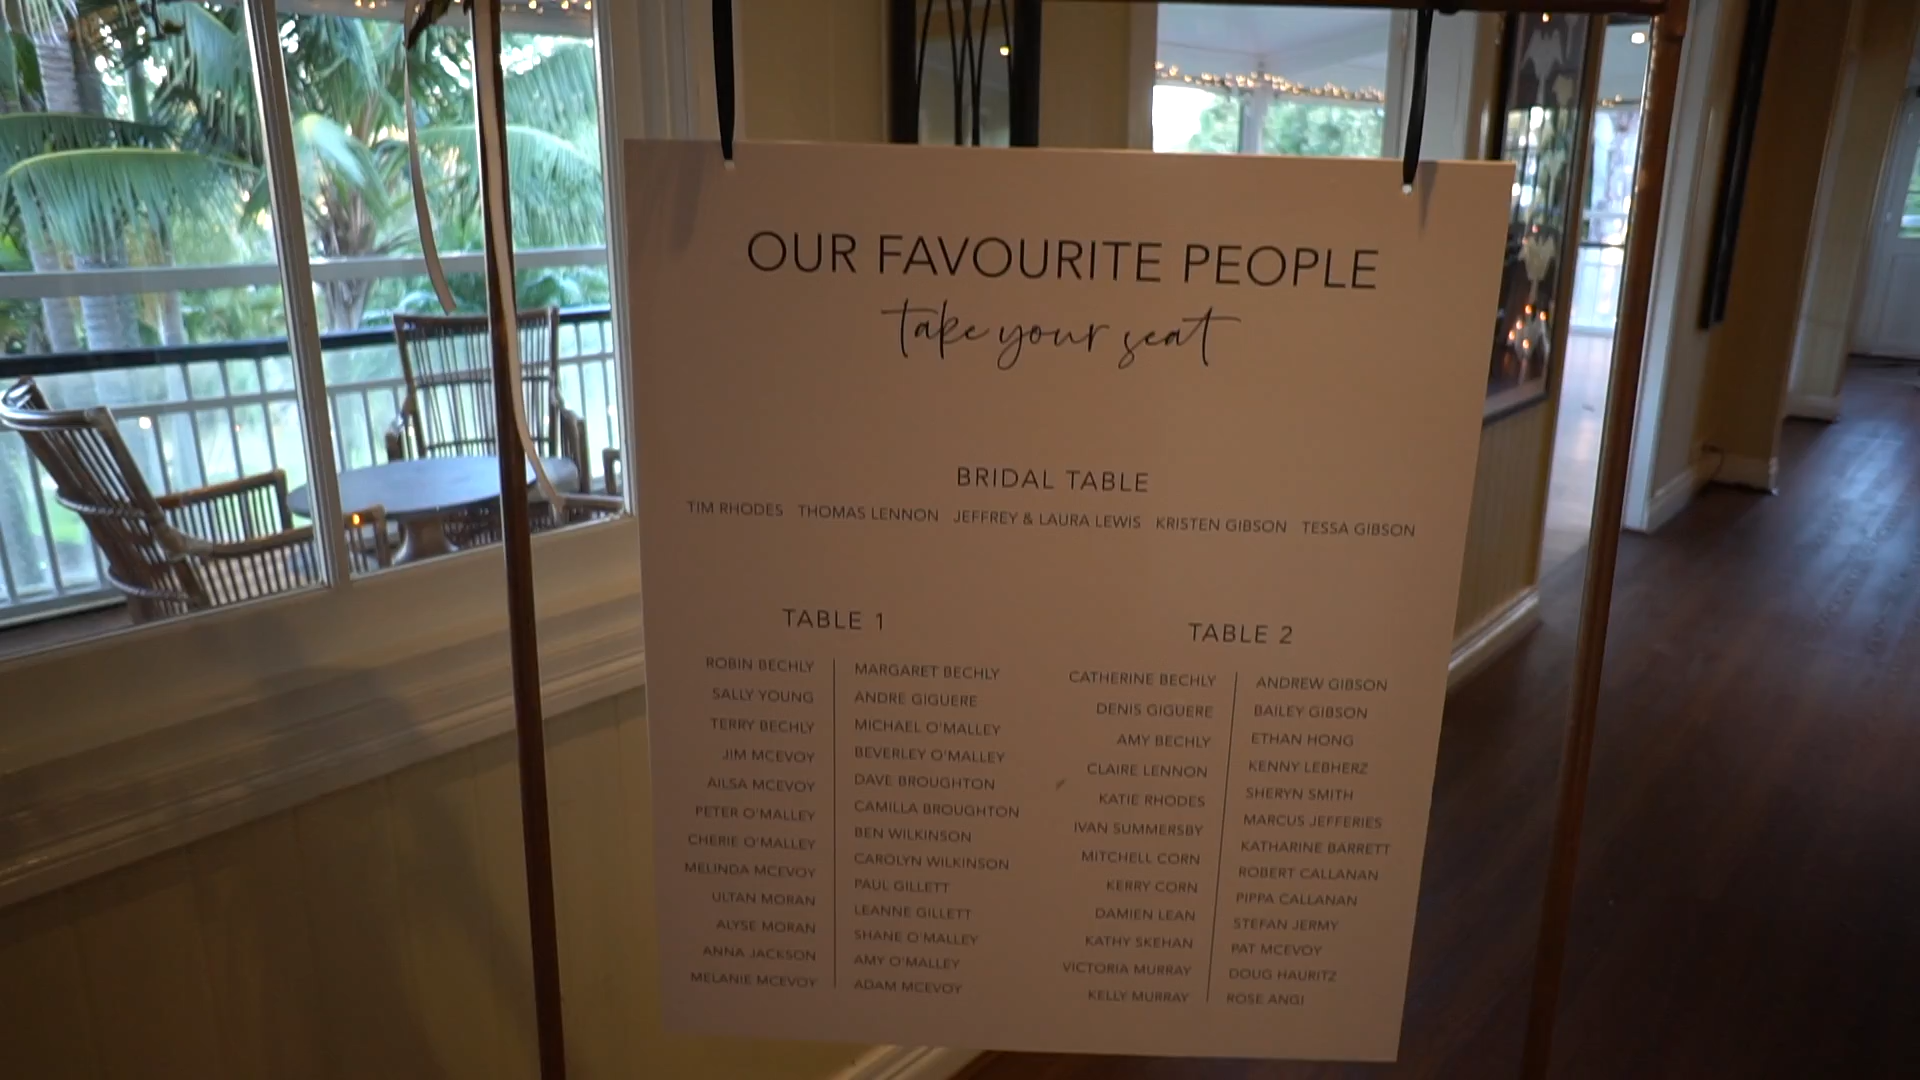 OUR FAVOURITE PEOPLE
take your seat
BRIDAL TABLE
TIM RHODES THOMAS LENNON JEFFREY & LAURA LEWIS KRISTEN GIBSON TESSA GIBSON
TABLE 1
ROBIN BECHLY
SALLY YOUNG
TERRY BECHLY
JIM MCEVOY
AILSA MCEVOY
PETER O'MALLEY
CHERIE O'MALLEY
MELINDA MCEVOY
ULTAN MORAN
ALYSE MORAN
ANNA JACKSON
MELANIE MCEVOY
MARGARET BECHLY
ANDRE GIGUERE
MICHAEL O'MALLEY
BEVERLEY O'MALLEY
DAVE BROUGHTON
CAMILLA BROUGHTON
BEN WILKINSON
CAROLYN WILKINSON
PAUL GILLETT
LEANNE GILLETT
SHANE O'MALLEY
AMY O'MALLEY
ADAM MCEVOY
TABLE 2
CATHERINE BECHLY
DENIS GIGUERE
AMY BECHLY
CLAIRE LENNON
KATIE RHODES
IVAN SUMMERSBY
MITCHELL CORN
KERRY CORN
DAMIEN LEAN
KATHY SKEHAN
VICTORIA MURRAY
KELLY MURRAY
ANDREW GIBSON
BAILEY GIBSON
ETHAN HONG
KENNY LEBHERZ
SHERYN SMITH
MARCUS JEFFERIES
KATHARINE BARRETT
ROBERT CALLANAN
PIPPA CALLANAN
STEFAN JERMY
PAT MCEVOY
DOUG HAURITZ
ROSE ANGI